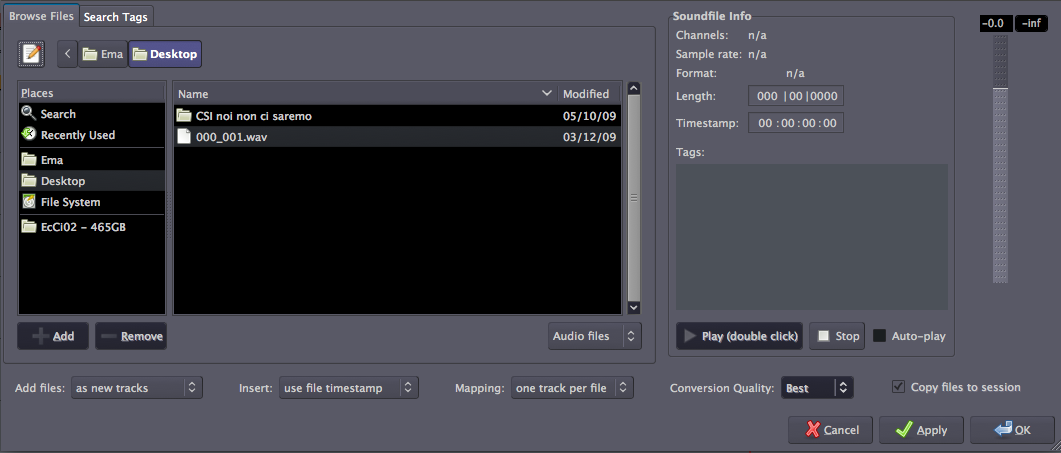 Browse Files
Search Tags
< Ema Desktop
Places
Search
Recently Used
Ema
Desktop
File System
EcCi02 - 465GB
Name Modified
CSI noi non ci saremo 05/10/09
000_001.wav 03/12/09
Add
Remove
Audio files
Soundfile Info
Channels: n/a
Sample rate: n/a
Format: n/a
Length: 000 |00|0000
Timestamp: 00 :00:00:00
Tags:
Play (double click)
Stop
Auto-play
-0.0
-inf
Add files: as new tracks
Insert: use file timestamp
Mapping: one track per file
Conversion Quality: Best
Copy files to session
Cancel
Apply
OK